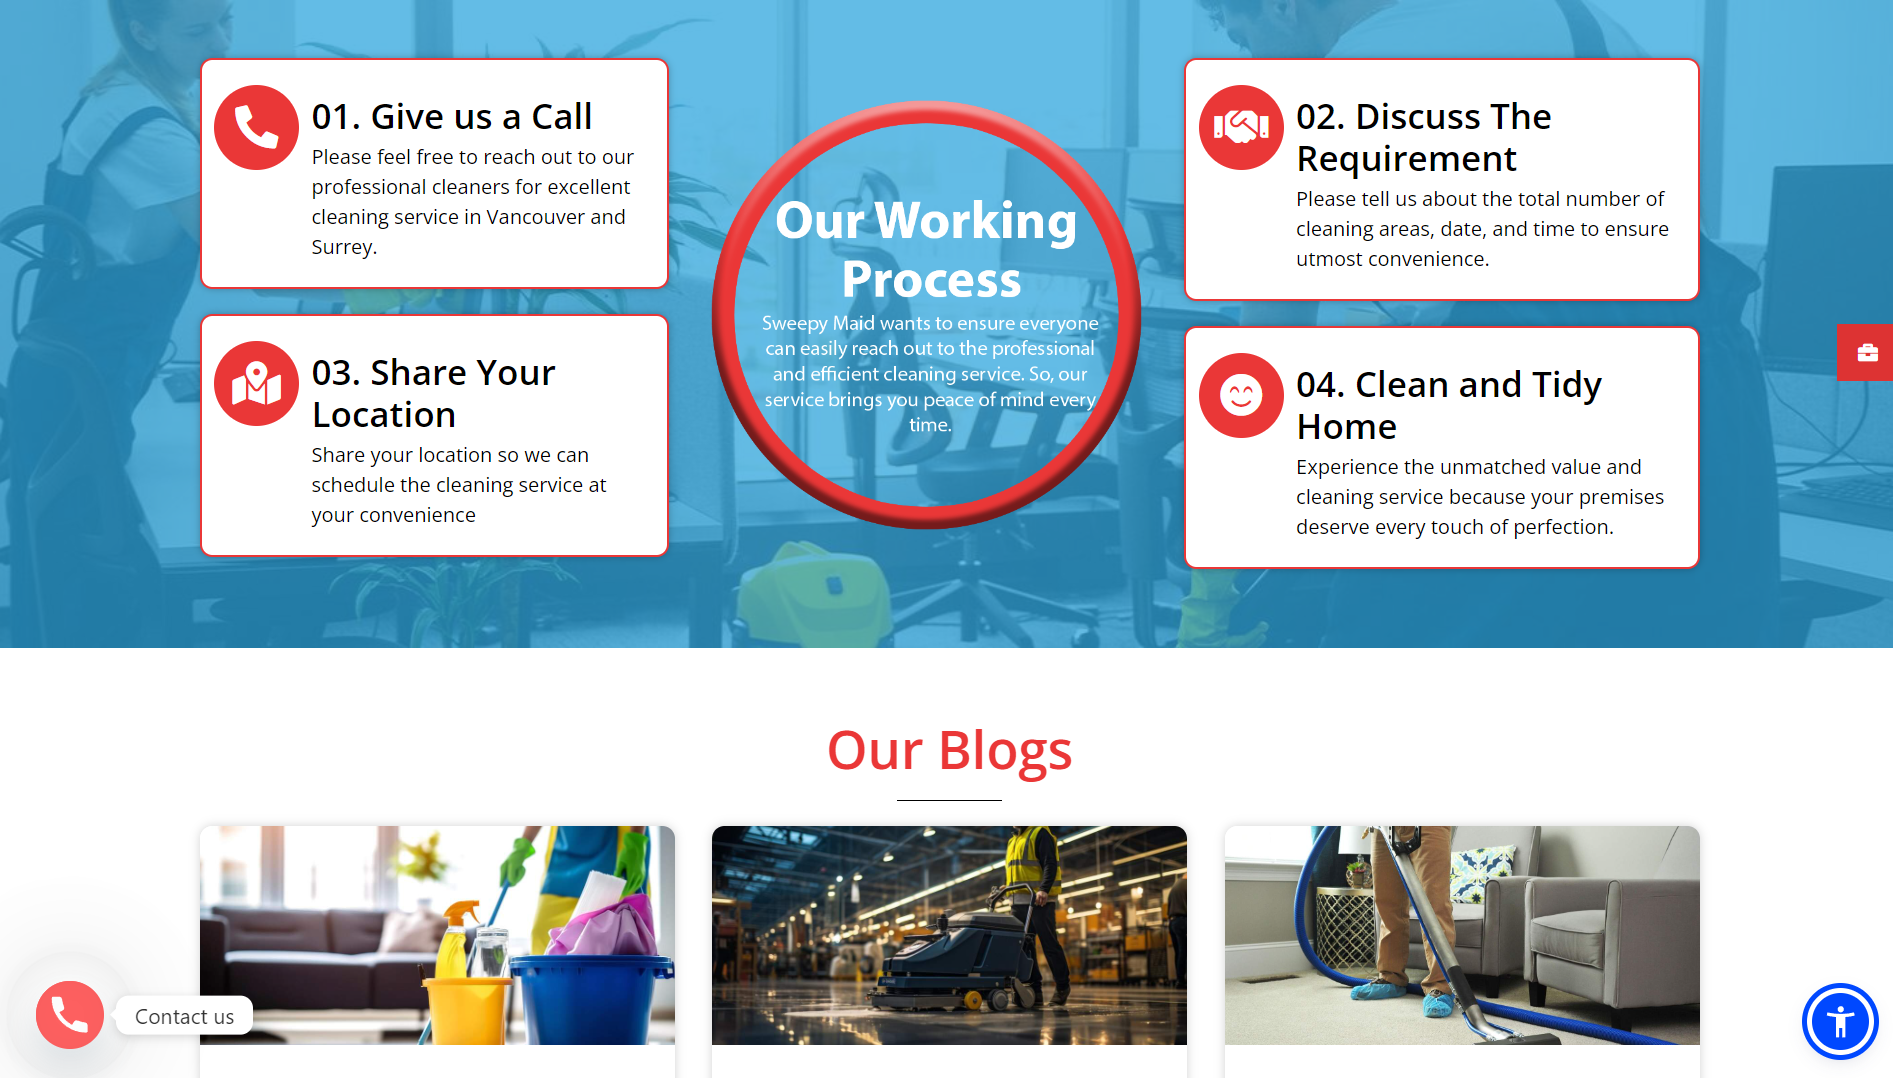 01. Give us a Call
Please feel free to reach out to our
professional cleaners for excellent
cleaning service in Vancouver and
Surrey.
02. Discuss The
Requirement
Please tell us about the total number of
cleaning areas, date, and time to ensure
utmost convenience.
Our Working
Process
Sweepy Maid wants to ensure everyone
can easily reach out to the professional
and efficient cleaning service. So, our
service brings you peace of mind every
time.
03. Share Your
Location
Share your location so we can
schedule the cleaning service at
your convenience
04. Clean and Tidy
Home
Experience the unmatched value and
cleaning service because your premises
deserve every touch of perfection.
Our Blogs
Contact us